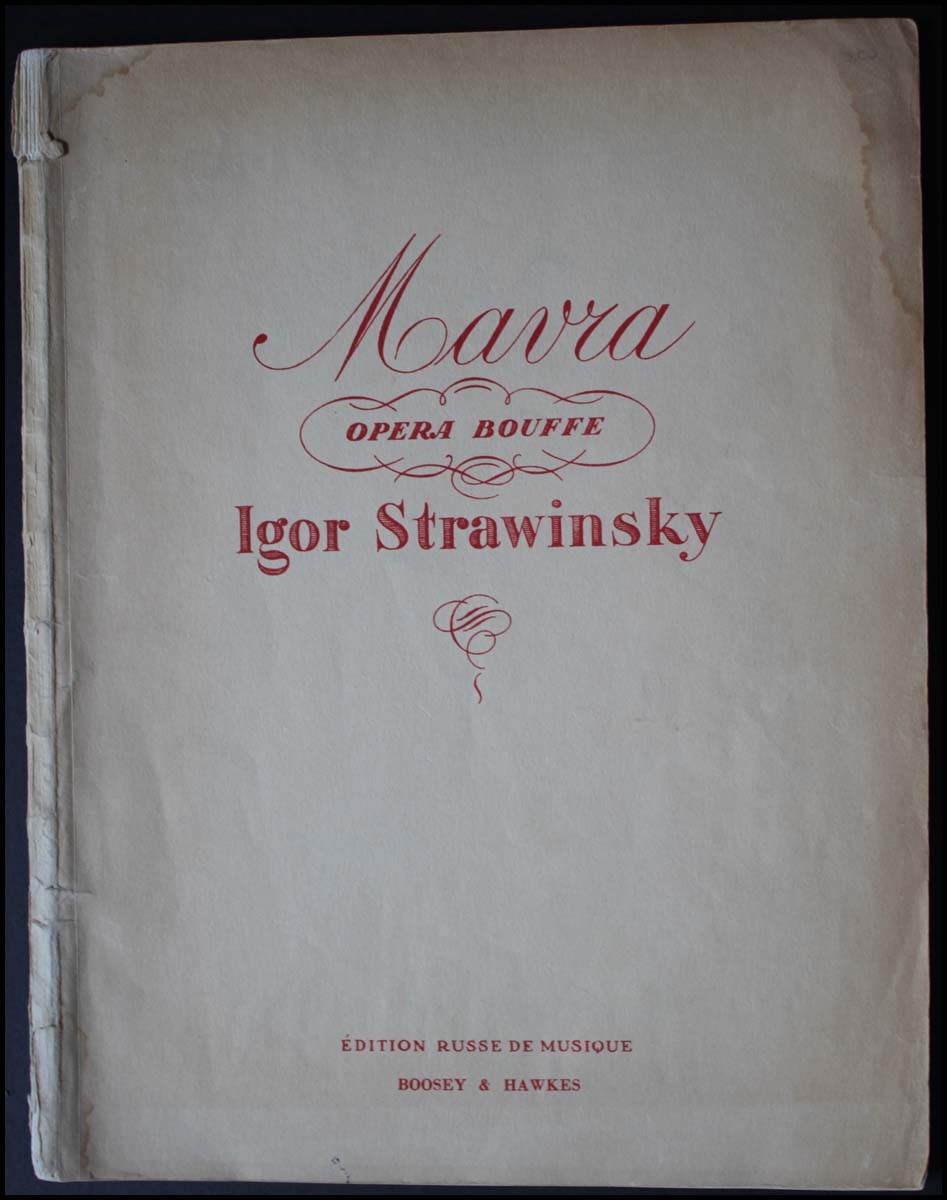 Mavra
OPERA BOUFFE
Igor Strawinsky
ÉDITION RUSSE DE MUSIQUE
BOOSEY & HAWKES